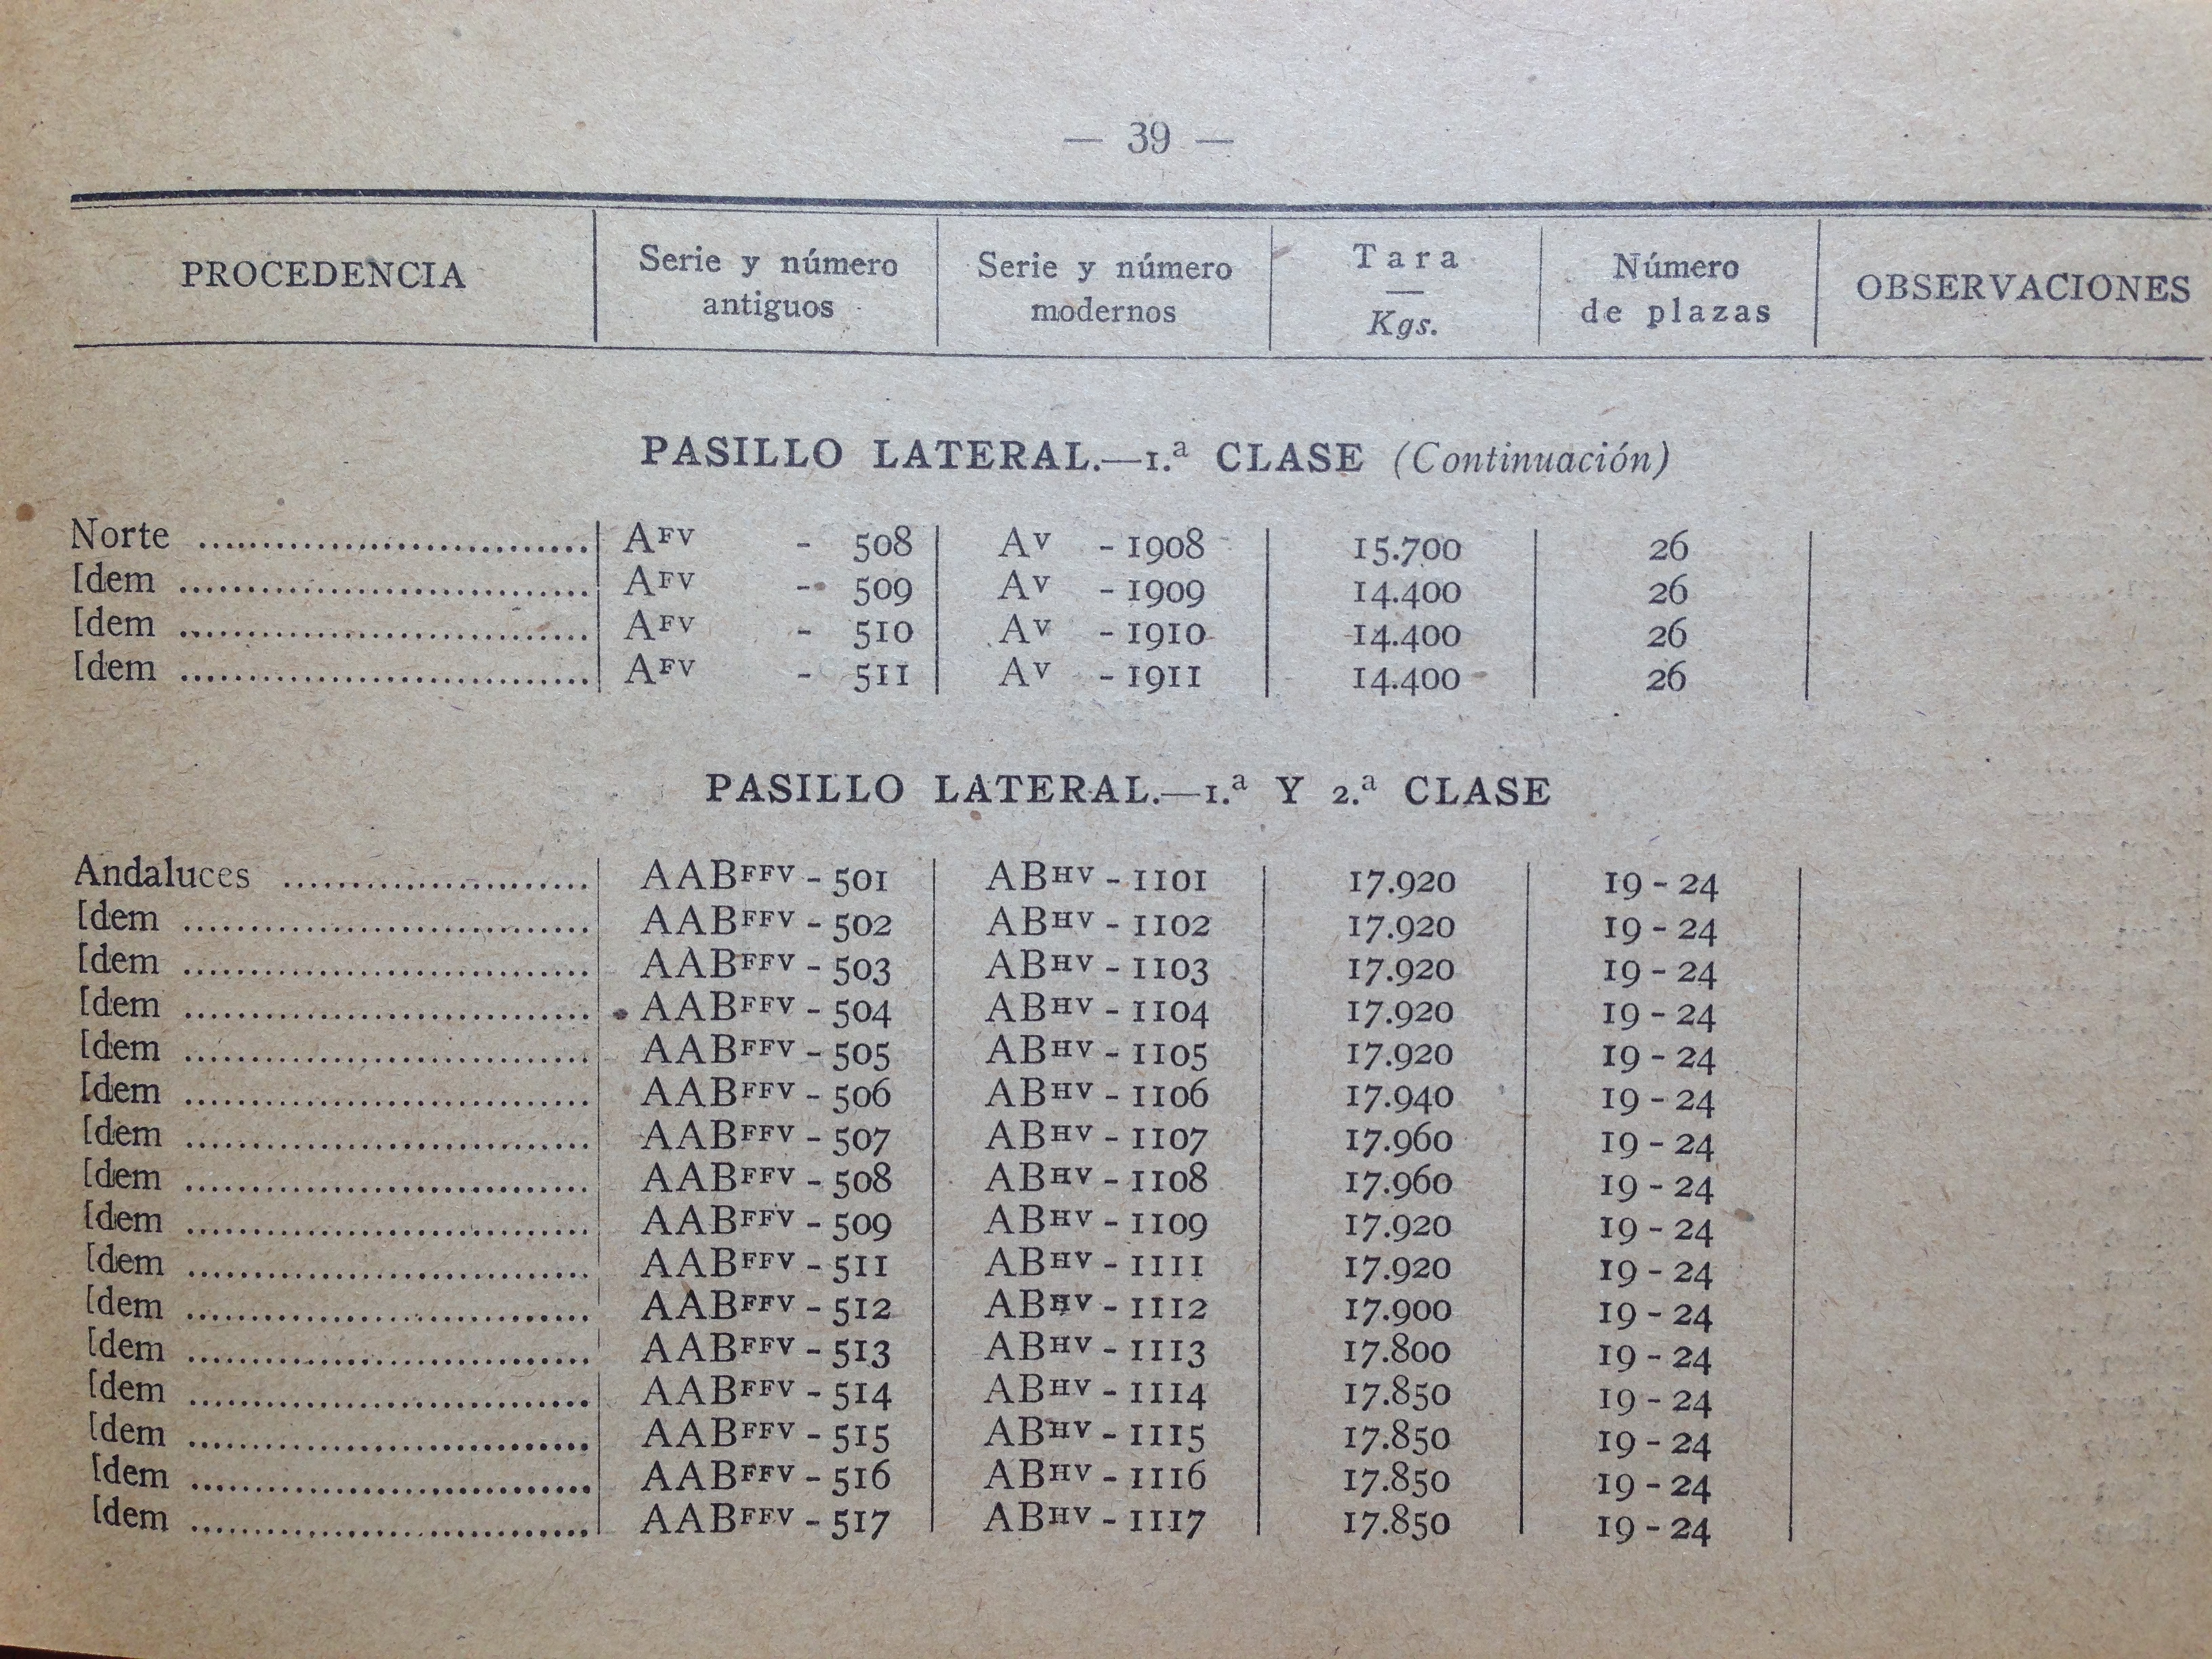 — 39 —
PROCEDENCIA Serie y número antiguos Serie y número modernos Tara — Kgs. Número de plazas OBSERVACIONES
PASILLO LATERAL.—1.ª CLASE (Continuación)
Norte .............................. AFV - 508 AV - 1908 15.700 26
Idem .............................. AFV - 509 AV - 1909 14.400 26
Idem .............................. AFV - 510 AV - 1910 14.400 26
Idem .............................. AFV - 511 AV - 1911 14.400 26
PASILLO LATERAL.—1.ª Y 2.ª CLASE
Andaluces ....................... AABFFV - 501 ABHV - 1101 17.920 19 - 24
Idem .............................. AABFFV - 502 ABHV - 1102 17.920 19 - 24
Idem .............................. AABFFV - 503 ABHV - 1103 17.920 19 - 24
Idem .............................. AABFFV - 504 ABHV - 1104 17.920 19 - 24
Idem .............................. AABFFV - 505 ABHV - 1105 17.920 19 - 24
Idem .............................. AABFFV - 506 ABHV - 1106 17.940 19 - 24
Idem .............................. AABFFV - 507 ABHV - 1107 17.960 19 - 24
Idem .............................. AABFFV - 508 ABHV - 1108 17.960 19 - 24
Idem .............................. AABFFV - 509 ABHV - 1109 17.920 19 - 24
Idem .............................. AABFFV - 511 ABHV - 1111 17.920 19 - 24
Idem .............................. AABFFV - 512 ABHV - 1112 17.900 19 - 24
Idem .............................. AABFFV - 513 ABHV - 1113 17.800 19 - 24
Idem .............................. AABFFV - 514 ABHV - 1114 17.850 19 - 24
Idem .............................. AABFFV - 515 ABHV - 1115 17.850 19 - 24
Idem .............................. AABFFV - 516 ABHV - 1116 17.850 19 - 24
Idem .............................. AABFFV - 517 ABHV - 1117 17.850 19 - 24